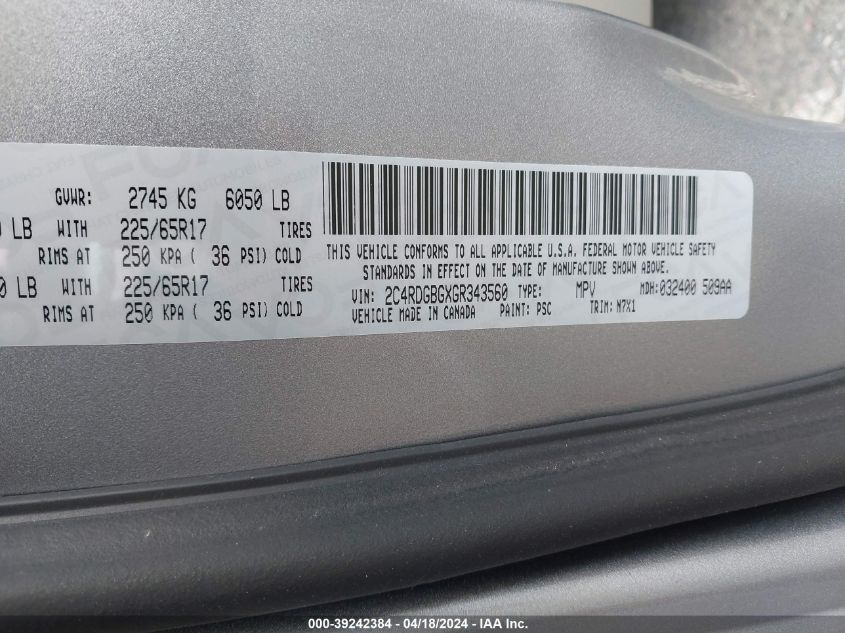 GVWR: 2745 KG 6050 LB
LB WITH 225/65R17 TIRES
RIMS AT 250 KPA ( 36 PSI) COLD
0 LB WITH 225/65R17 TIRES
RIMS AT 250 KPA ( 36 PSI) COLD
THIS VEHICLE CONFORMS TO ALL APPLICABLE U.S.A. FEDERAL MOTOR VEHICLE SAFETY
STANDARDS IN EFFECT ON THE DATE OF MANUFACTURE SHOWN ABOVE.
VIN: 2C4RDGBGXGR343560 TYPE: MPV MDH: 032400 509AA
VEHICLE MADE IN CANADA PAINT: PSC TRIM: N7X1
000-39242384 - 04/18/2024 - IAA Inc.